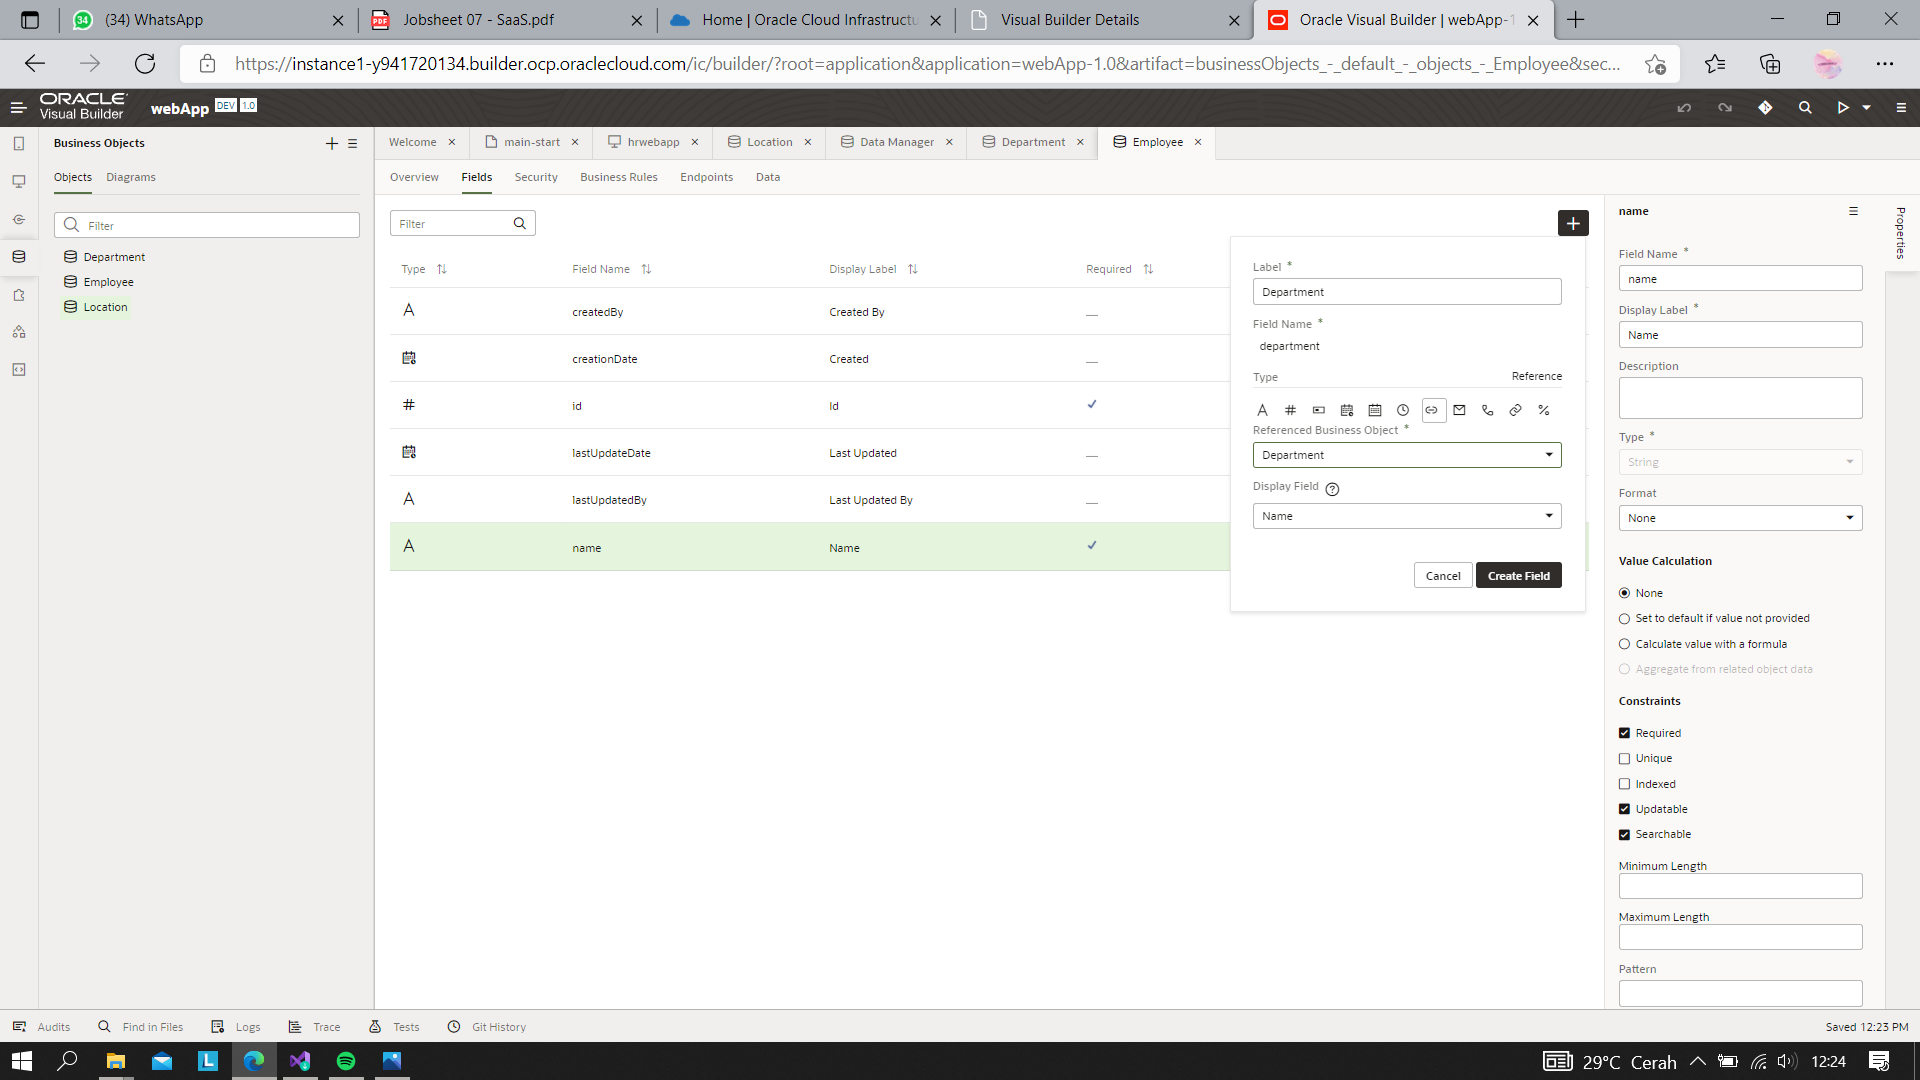 (34) WhatsApp
Jobsheet 07 - SaaS.pdf
Home | Oracle Cloud Infrastructu
Visual Builder Details
Oracle Visual Builder | webApp-1
https://instance1-y941720134.builder.ocp.oraclecloud.com/ic/builder/?root=application&application=webApp-1.0&artifact=businessObjects_-_default_-_objects_-_Employee&sec...
ORACLE
Visual Builder
webApp DEV 1.0
Business Objects
Welcome
main-start
hrwebapp
Location
Data Manager
Department
Employee
Objects
Diagrams
Overview
Fields
Security
Business Rules
Endpoints
Data
Filter
Department
Employee
Location
Filter
Type
Field Name
Display Label
Required
createdBy
Created By
creationDate
Created
id
Id
lastUpdateDate
Last Updated
lastUpdatedBy
Last Updated By
name
Name
Label *
Department
Field Name *
department
Type
Reference
Referenced Business Object *
Department
Display Field
Name
Cancel
Create Field
name
Properties
Field Name *
name
Display Label *
Name
Description
Type *
String
Format
None
Value Calculation
None
Set to default if value not provided
Calculate value with a formula
Aggregate from related object data
Constraints
Required
Unique
Indexed
Updatable
Searchable
Minimum Length
Maximum Length
Pattern
Audits
Find in Files
Logs
Trace
Tests
Git History
Saved 12:23 PM
29°C Cerah
12:24